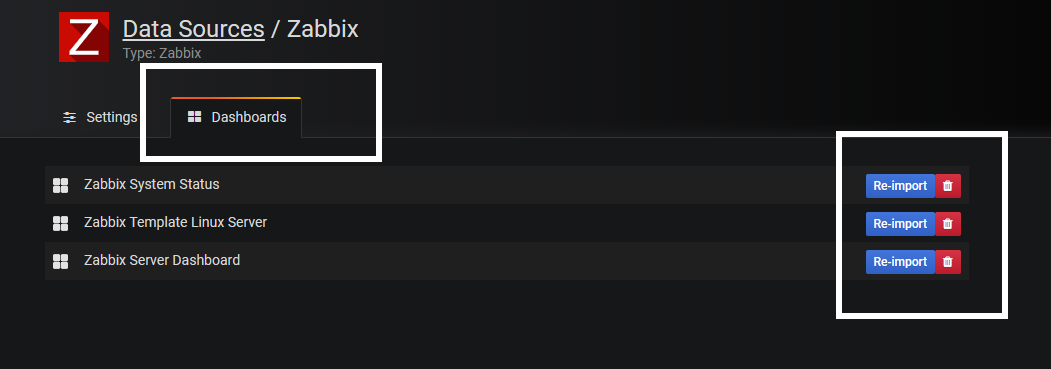 Z
Data Sources / Zabbix
Type: Zabbix
Settings
Dashboards
Zabbix System Status
Re-import
Zabbix Template Linux Server
Re-import
Zabbix Server Dashboard
Re-import